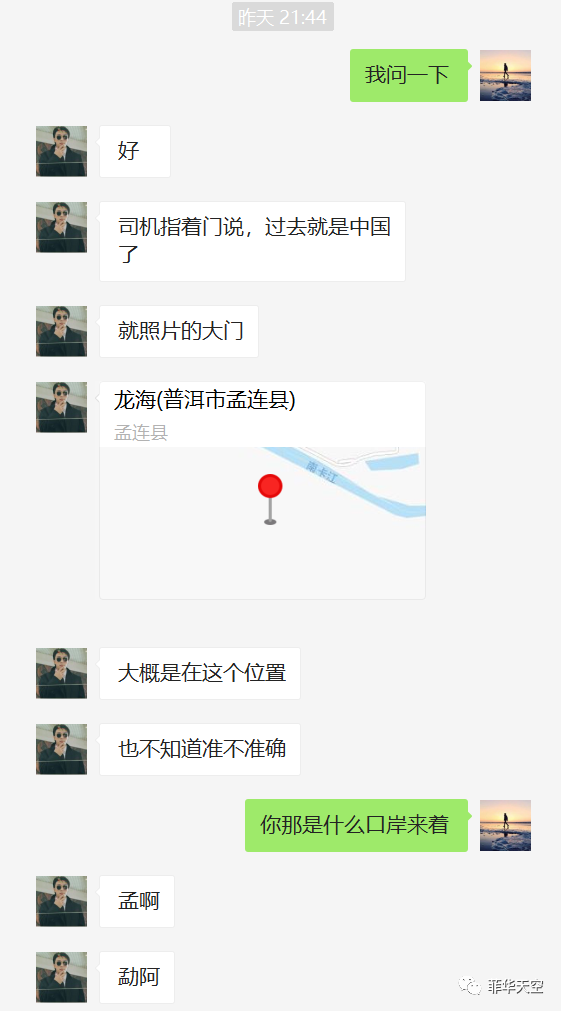 昨天 21:44
我问一下
好
司机指着门说，过去就是中国
了
就照片的大门
龙海(普洱市孟连县)
孟连县
南卡江
大概是在这个位置
也不知道准不准确
你那是什么口岸来着
孟啊
勐阿
菲华天空